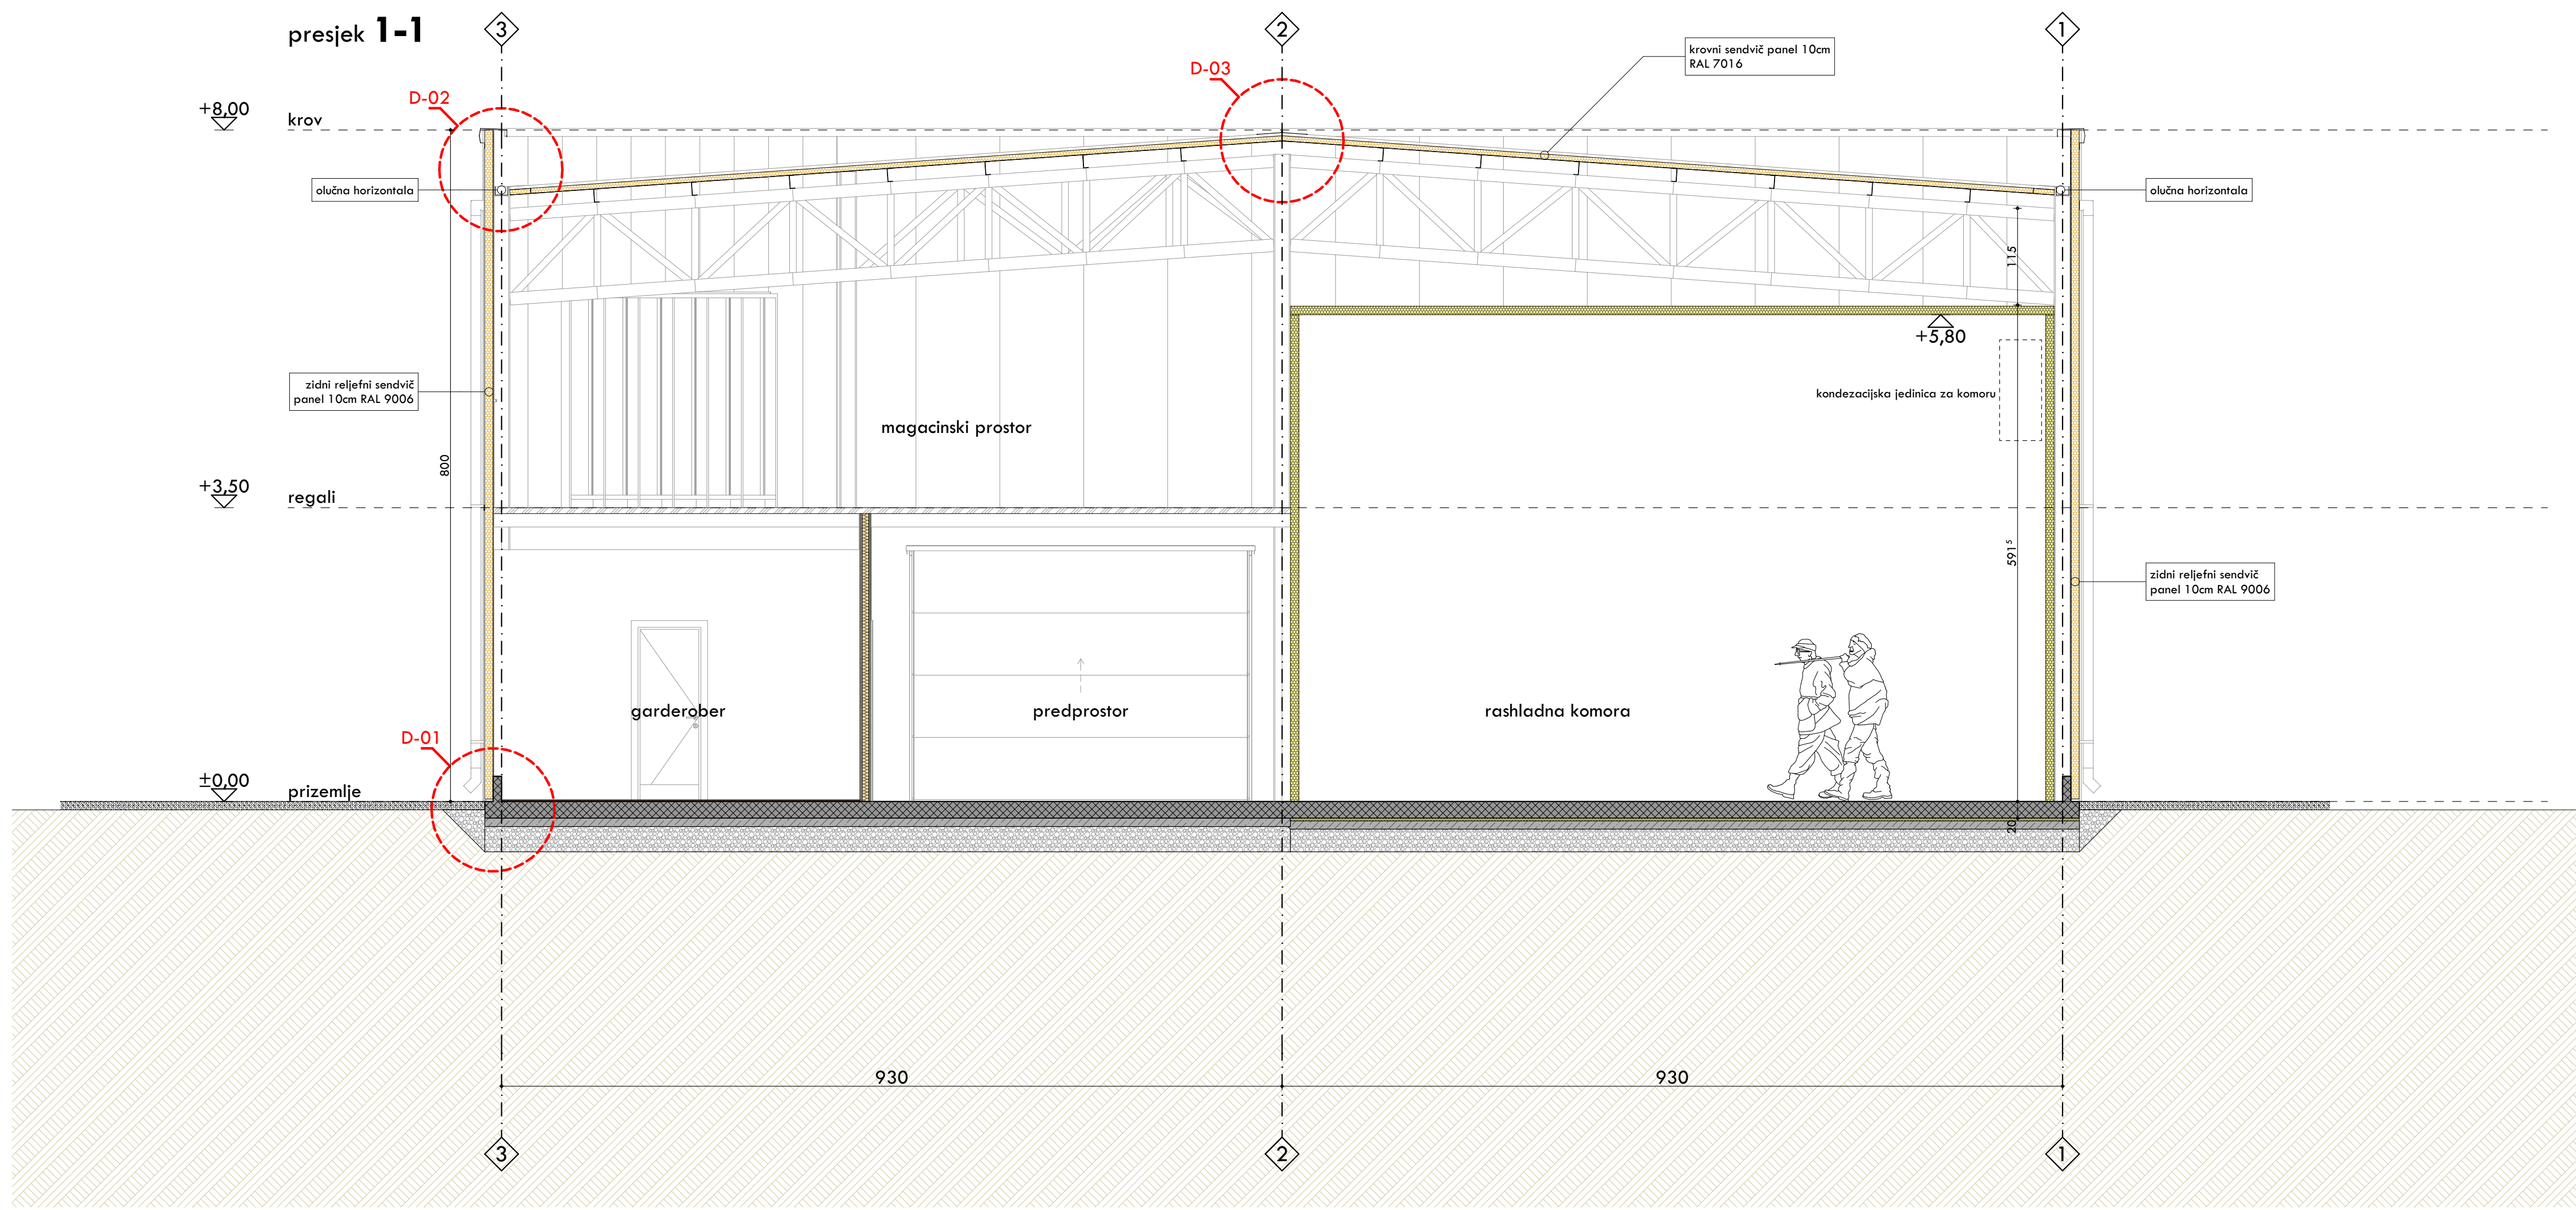 presjek 1-1
3
2
1
krovni sendvič panel 10cm
RAL 7016
D-03
D-02
+8,00
krov
olučna horizontala
olučna horizontala
115
+5,80
zidni reljefni sendvič
panel 10cm RAL 9006
kondezacijska jedinica za komoru
magacinski prostor
800
+3,50
regali
591⁵
zidni reljefni sendvič
panel 10cm RAL 9006
garderober
predprostor
rashladna komora
D-01
±0,00
prizemlje
20
930
930
3
2
1